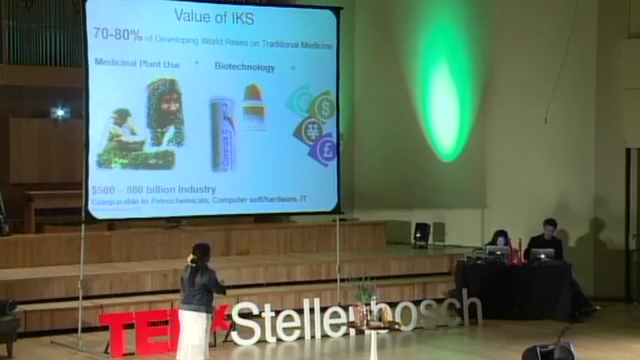 Value of IKS
70-80% of Developing World Relies on Traditional Medicine
Medicinal Plant Use + Biotechnology =
$ ¥ £
$500 – 800 billion Industry
Comparable to Petrochemicals, Computer soft/hardware, IT
TEDx Stellenbosch